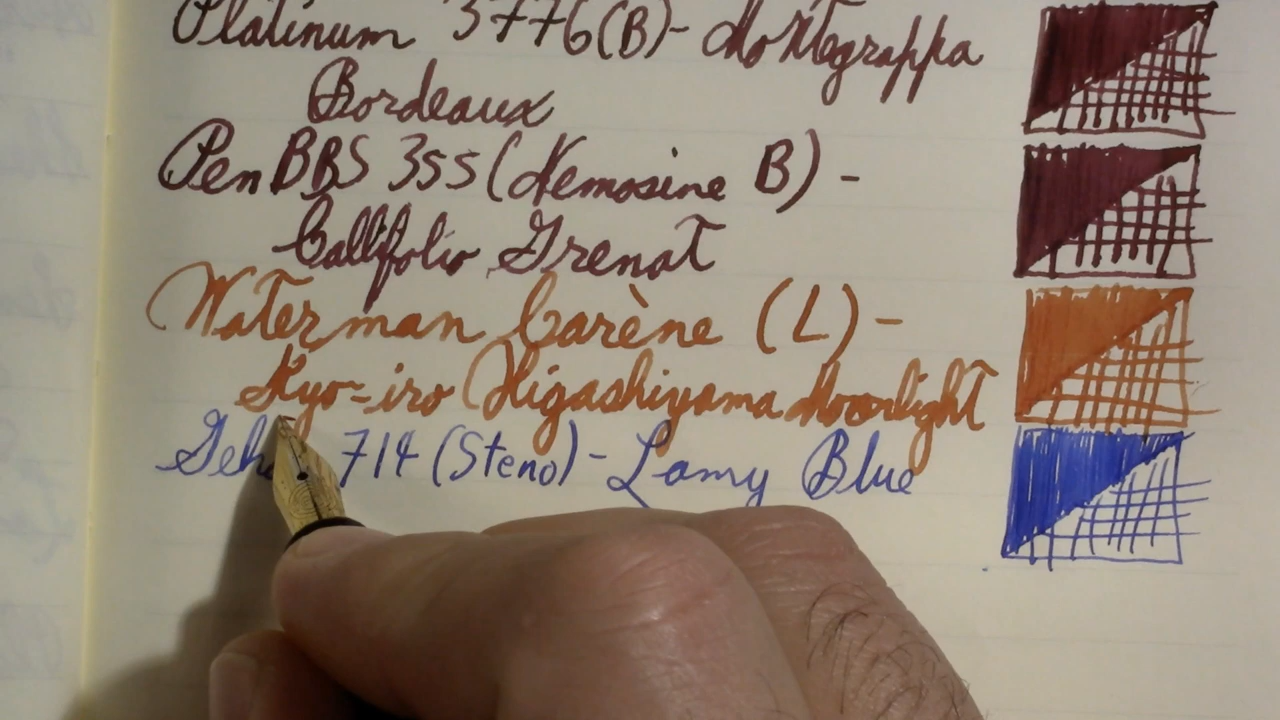 Platinum 3776 (B) - Montegrappa
Bordeaux
PenBBS 355 (Nemosine B) -
Callifolio Grenat
Waterman Carène (L) -
Kyo-iro Higashiyama Moonlight
714 (Steno) - Lamy Blue